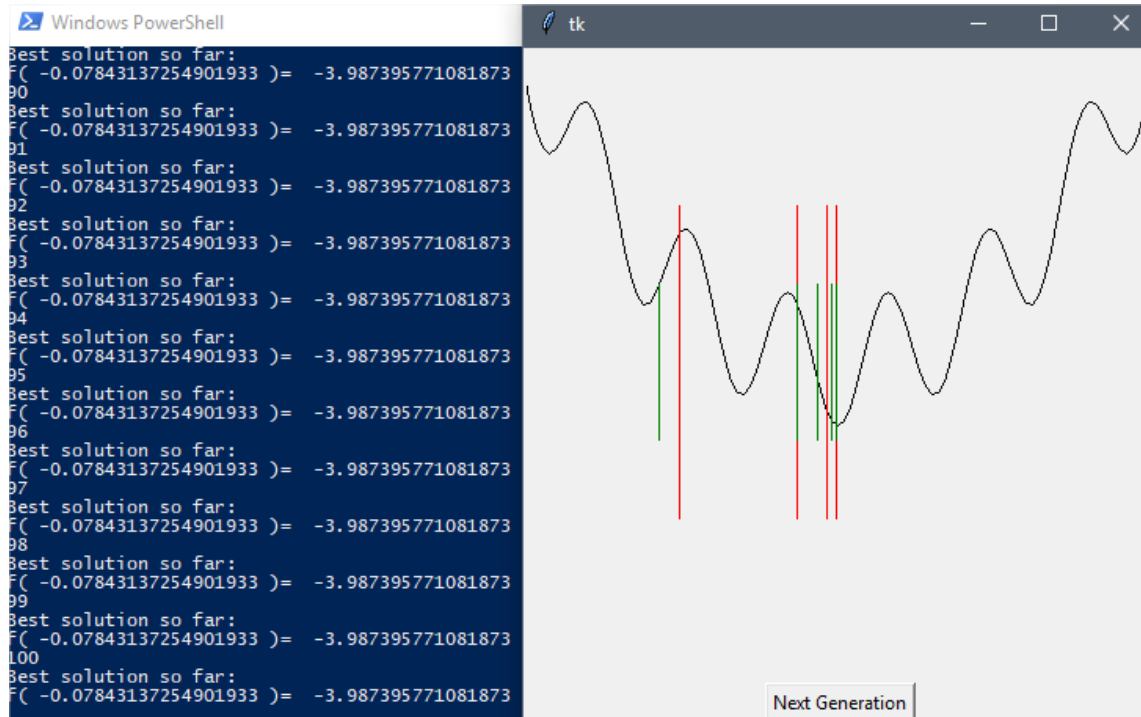 Windows PowerShell
Best solution so far:
f( -0.07843137254901933 )=  -3.987395771081873
90
Best solution so far:
f( -0.07843137254901933 )=  -3.987395771081873
91
Best solution so far:
f( -0.07843137254901933 )=  -3.987395771081873
92
Best solution so far:
f( -0.07843137254901933 )=  -3.987395771081873
93
Best solution so far:
f( -0.07843137254901933 )=  -3.987395771081873
94
Best solution so far:
f( -0.07843137254901933 )=  -3.987395771081873
95
Best solution so far:
f( -0.07843137254901933 )=  -3.987395771081873
96
Best solution so far:
f( -0.07843137254901933 )=  -3.987395771081873
97
Best solution so far:
f( -0.07843137254901933 )=  -3.987395771081873
98
Best solution so far:
f( -0.07843137254901933 )=  -3.987395771081873
99
Best solution so far:
f( -0.07843137254901933 )=  -3.987395771081873
100
Best solution so far:
f( -0.07843137254901933 )=  -3.987395771081873
tk
Next Generation